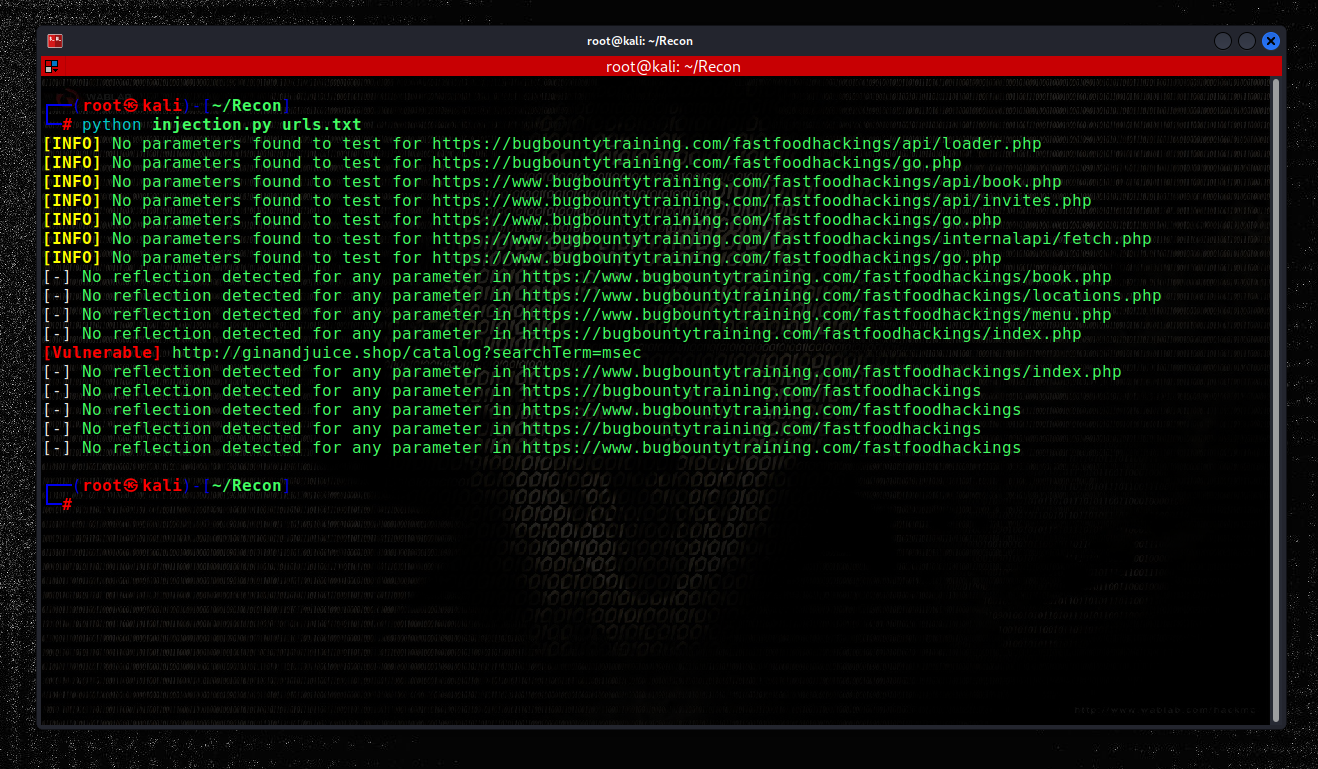 root@kali: ~/Recon
root@kali: ~/Recon
(root㉿kali)-[~/Recon]
# python injection.py urls.txt
[INFO] No parameters found to test for https://bugbountytraining.com/fastfoodhackings/api/loader.php
[INFO] No parameters found to test for https://bugbountytraining.com/fastfoodhackings/go.php
[INFO] No parameters found to test for https://www.bugbountytraining.com/fastfoodhackings/api/book.php
[INFO] No parameters found to test for https://www.bugbountytraining.com/fastfoodhackings/api/invites.php
[INFO] No parameters found to test for https://www.bugbountytraining.com/fastfoodhackings/go.php
[INFO] No parameters found to test for https://www.bugbountytraining.com/fastfoodhackings/internalapi/fetch.php
[INFO] No parameters found to test for https://www.bugbountytraining.com/fastfoodhackings/go.php
[-] No reflection detected for any parameter in https://www.bugbountytraining.com/fastfoodhackings/book.php
[-] No reflection detected for any parameter in https://www.bugbountytraining.com/fastfoodhackings/locations.php
[-] No reflection detected for any parameter in https://www.bugbountytraining.com/fastfoodhackings/menu.php
[-] No reflection detected for any parameter in https://bugbountytraining.com/fastfoodhackings/index.php
[Vulnerable] http://ginandjuice.shop/catalog?searchTerm=msec
[-] No reflection detected for any parameter in https://www.bugbountytraining.com/fastfoodhackings/index.php
[-] No reflection detected for any parameter in https://bugbountytraining.com/fastfoodhackings
[-] No reflection detected for any parameter in https://www.bugbountytraining.com/fastfoodhackings
[-] No reflection detected for any parameter in https://bugbountytraining.com/fastfoodhackings
[-] No reflection detected for any parameter in https://www.bugbountytraining.com/fastfoodhackings
(root㉿kali)-[~/Recon]
#